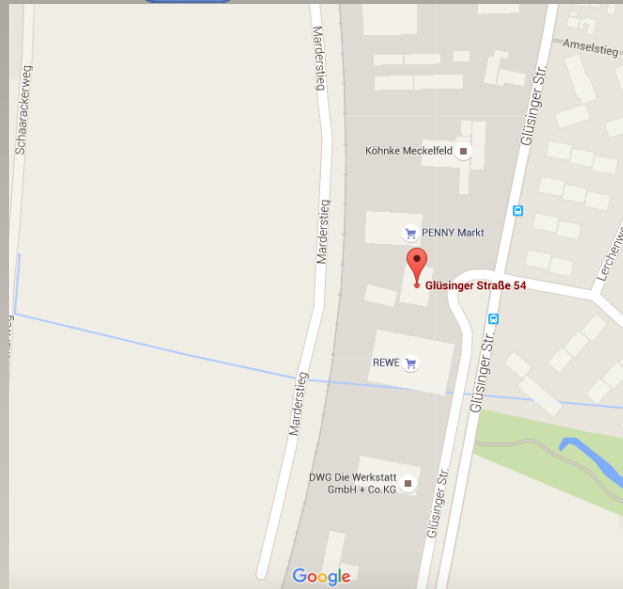 Amselstieg
Marderstieg
Schaarackerweg
Glüsinger Str.
Köhnke Meckelfeld
Marderstieg
PENNY Markt
Glüsinger Straße 54
REWE
Glüsinger Str.
Marderstieg
DWG Die Werkstatt
GmbH + Co.KG
Glüsinger Str.
Google